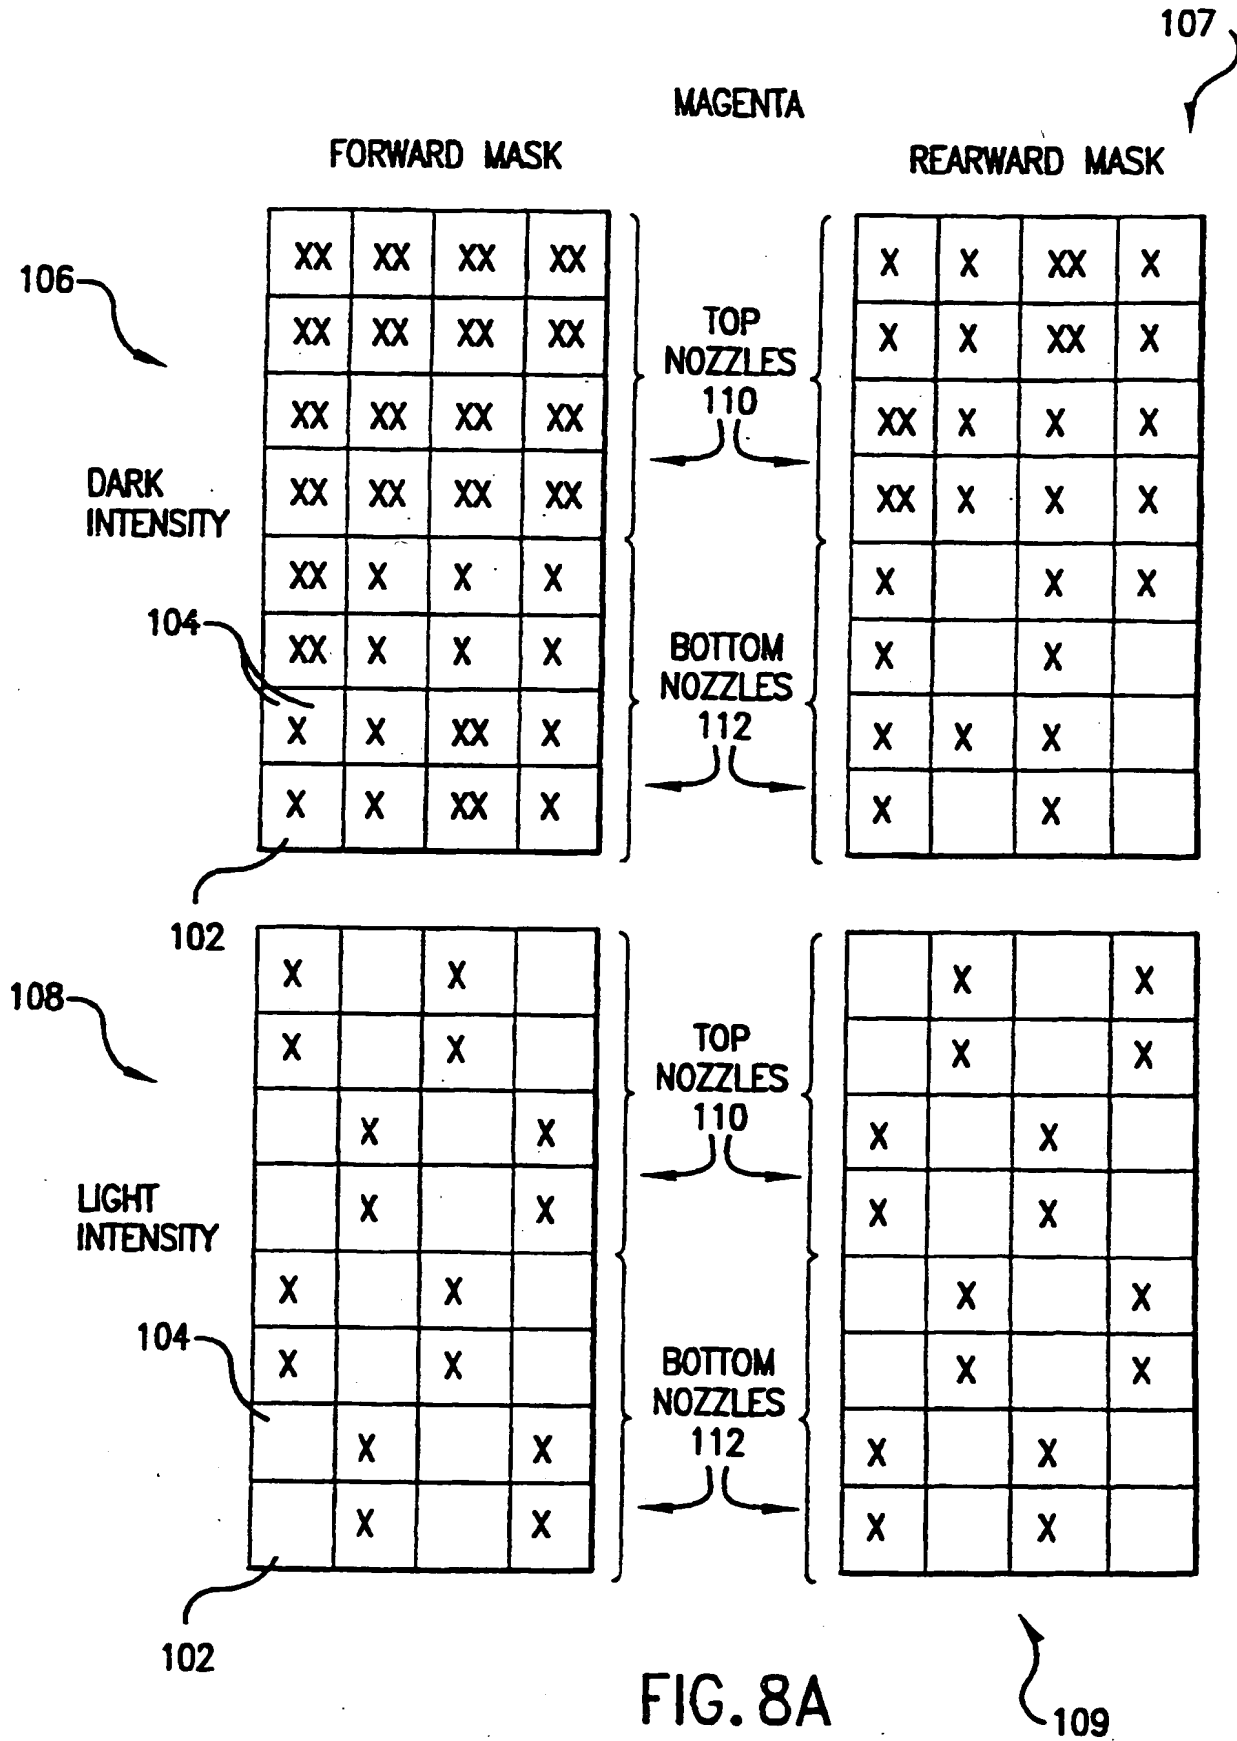 107
MAGENTA
FORWARD MASK
REARWARD MASK
XX XX XX XX
X X XX X
106
XX XX XX XX
X X XX X
TOP
NOZZLES
110
XX XX XX XX
XX X X X
DARK
INTENSITY
XX XX XX XX
XX X X X
XX X X X
X X X
104
XX X X X
X X
BOTTOM
NOZZLES
112
X X XX X
X X X
X X XX X
X X
102
108
X X
X X
X X
X X
TOP
NOZZLES
110
X X
X X
LIGHT
INTENSITY
X X
X X
X X
X X
104
X X
X X
BOTTOM
NOZZLES
112
X X
X X
X X
X X
102
FIG. 8A
109